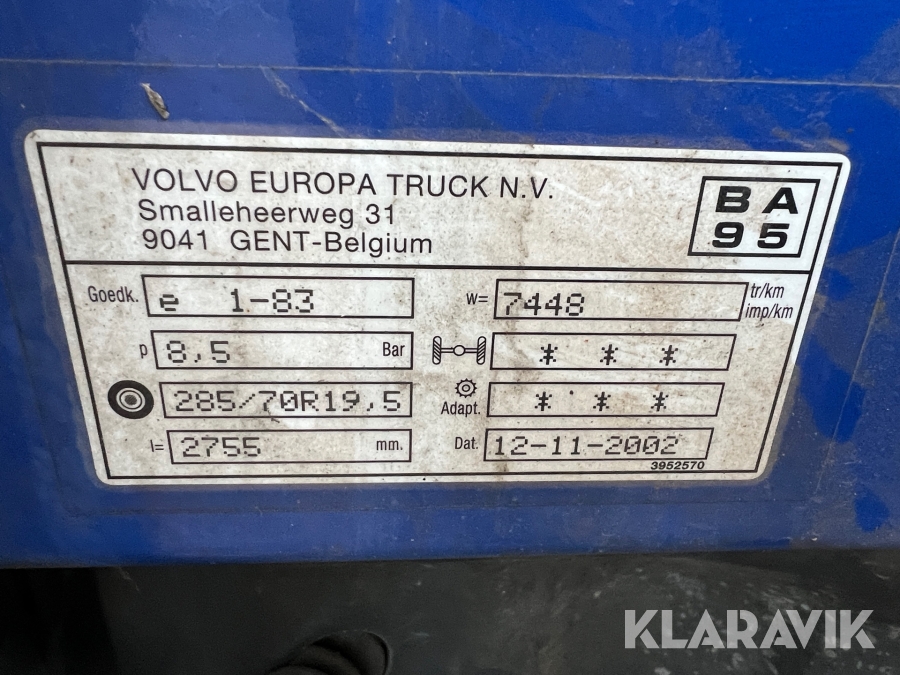 VOLVO EUROPA TRUCK N.V.
Smalleheerweg 31
9041 GENT-Belgium
BA
95
Goedk. e 1-83
w= 7448 tr/km imp/km
p 8,5 Bar
* * *
285/70R19,5
Adapt. * * *
l= 2755 mm.
Dat. 12-11-2002
3952570
KLARAVIK